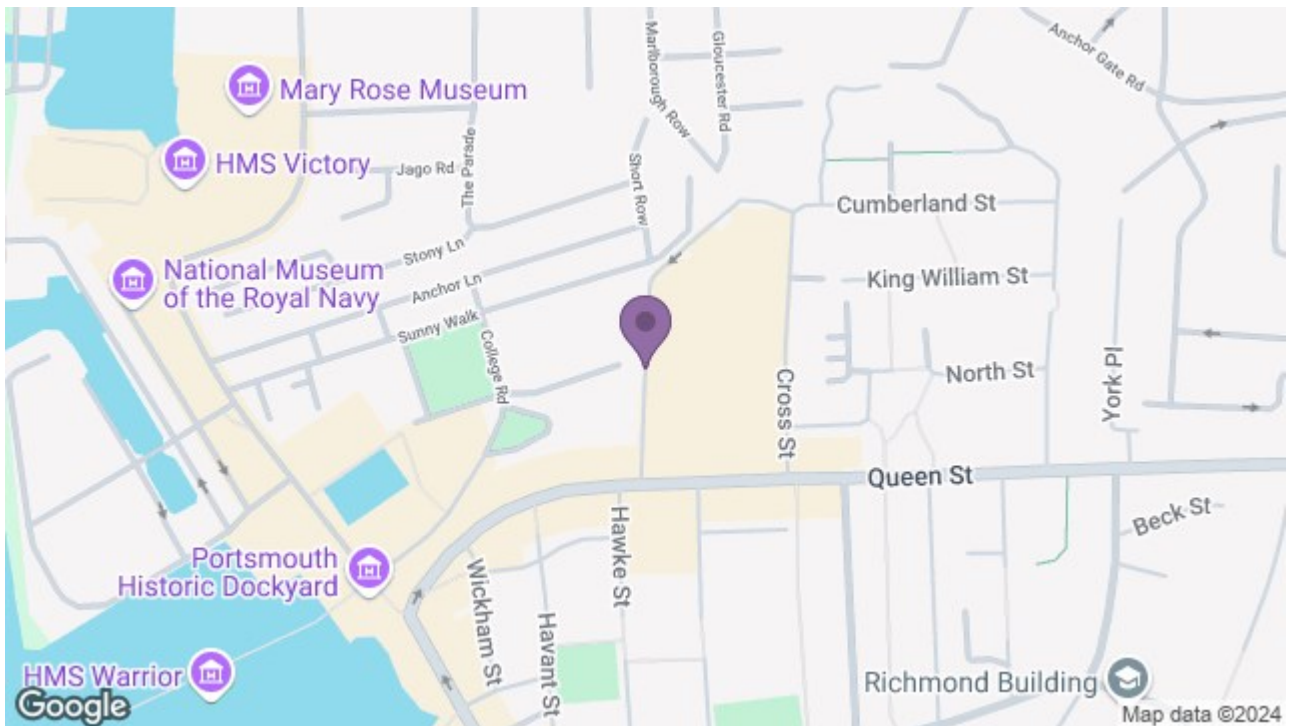 Marlborough Row
Gloucester Rd
Anchor Gate Rd
Mary Rose Museum
The Parade
HMS Victory
Jago Rd
Short Row
Cumberland St
Stony Ln
National Museum
of the Royal Navy
Anchor Ln
King William St
Sunny Walk
College Rd
North St
York Pl
Cross St
Queen St
Beck St
Hawke St
Portsmouth
Historic Dockyard
Wickham St
Havant St
HMS Warrior
Richmond Building
Google
Map data ©2024